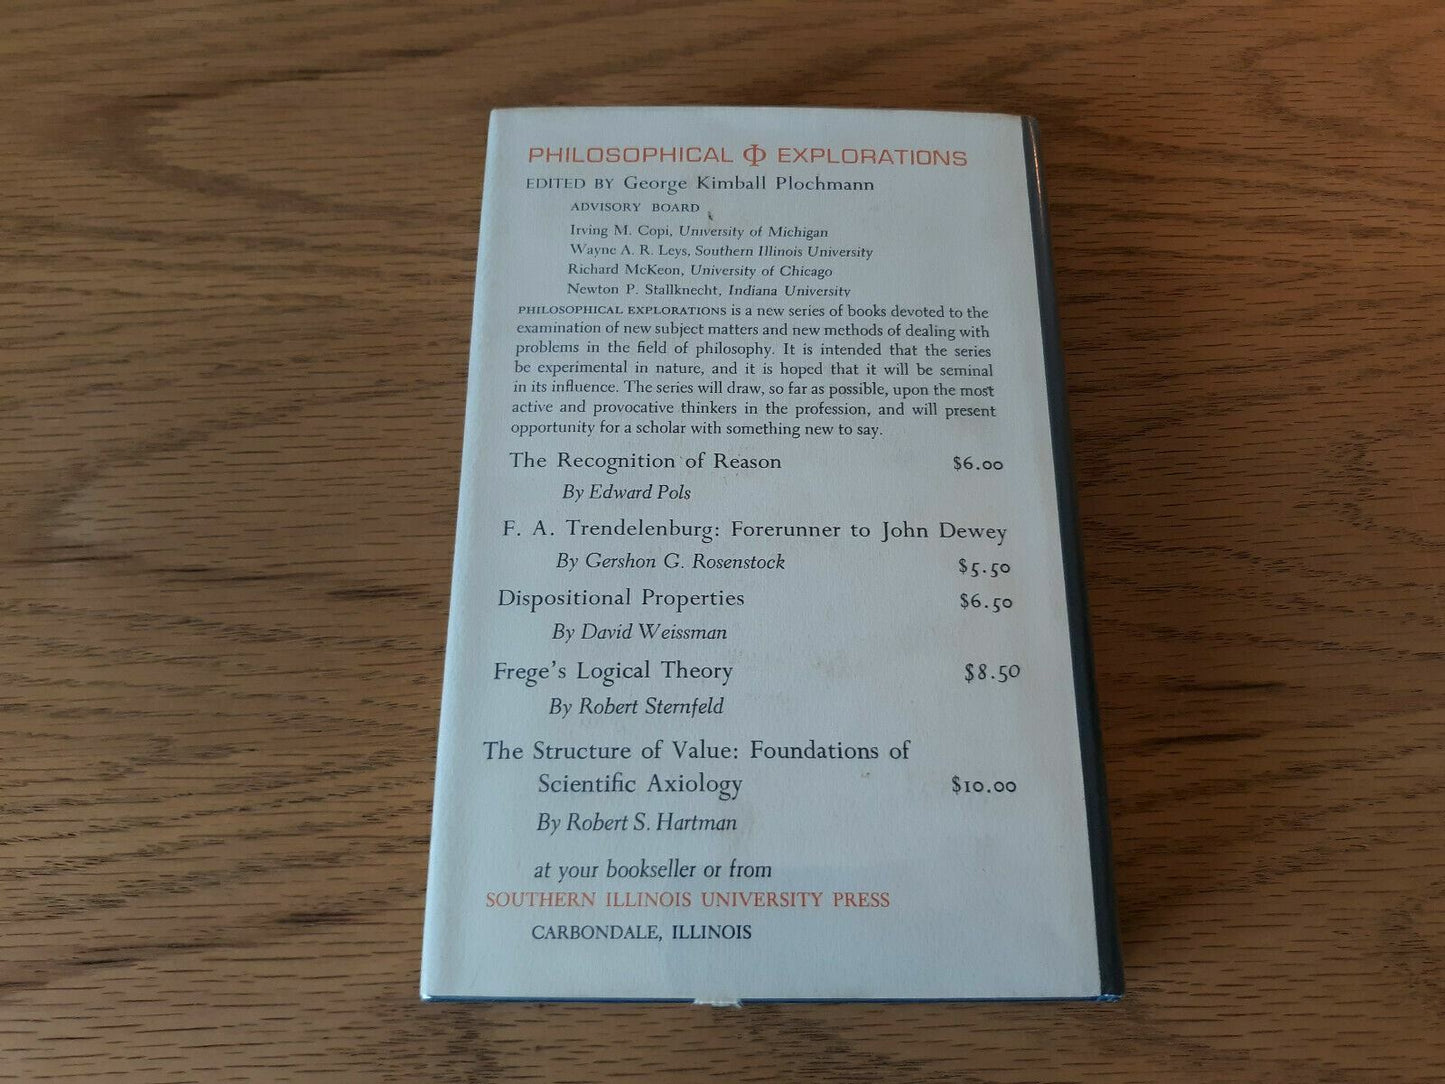 PHILOSOPHICAL Φ EXPLORATIONS
EDITED BY George Kimball Plochmann
ADVISORY BOARD
Irving M. Copi, University of Michigan
Wayne A. R. Leys, Southern Illinois University
Richard McKeon, University of Chicago
Newton P. Stallknecht, Indiana University
PHILOSOPHICAL EXPLORATIONS is a new series of books devoted to the
examination of new subject matters and new methods of dealing with
problems in the field of philosophy. It is intended that the series
be experimental in nature, and it is hoped that it will be seminal
in its influence. The series will draw, so far as possible, upon the most
active and provocative thinkers in the profession, and will present
opportunity for a scholar with something new to say.
The Recognition of Reason $6.00
By Edward Pols
F. A. Trendelenburg: Forerunner to John Dewey
By Gershon G. Rosenstock $5.50
Dispositional Properties $6.50
By David Weissman
Frege's Logical Theory $8.50
By Robert Sternfeld
The Structure of Value: Foundations of
Scientific Axiology $10.00
By Robert S. Hartman
at your bookseller or from
SOUTHERN ILLINOIS UNIVERSITY PRESS
CARBONDALE, ILLINOIS